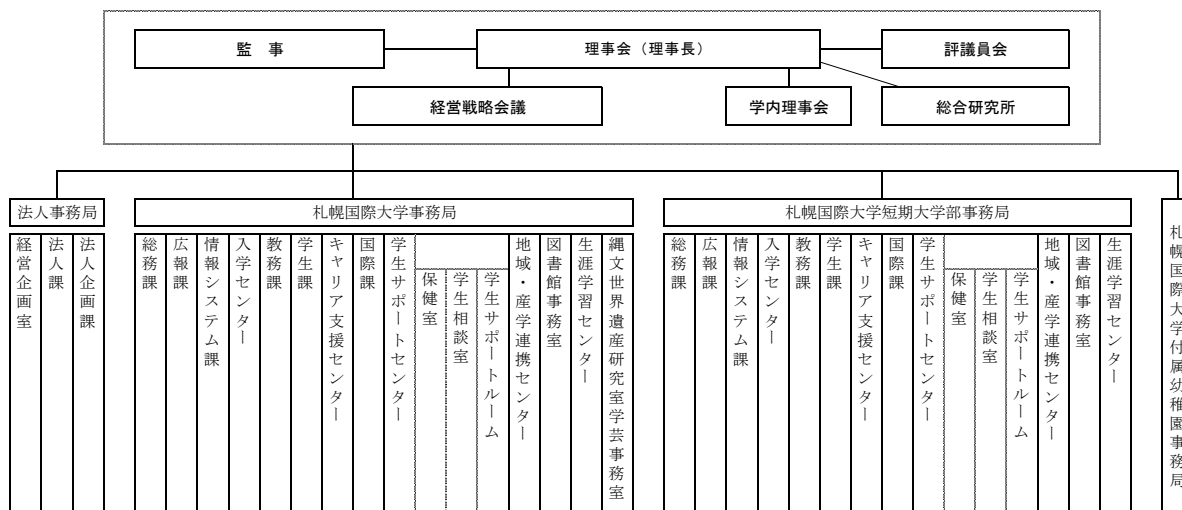 監　事
理事会（理事長）
評議員会
経営戦略会議
学内理事会
総合研究所
法人事務局
経営企画室
法人課
法人企画課
札幌国際大学事務局
総務課
広報課
情報システム課
入学センター
教務課
学生課
キャリア支援センター
国際課
学生サポートセンター
保健室
学生相談室
学生サポートルーム
地域・産学連携センター
図書館事務室
生涯学習センター
縄文世界遺産研究室学芸事務室
札幌国際大学短期大学部事務局
総務課
広報課
情報システム課
入学センター
教務課
学生課
キャリア支援センター
国際課
学生サポートセンター
保健室
学生相談室
学生サポートルーム
地域・産学連携センター
図書館事務室
生涯学習センター
札幌国際大学付属幼稚園事務局